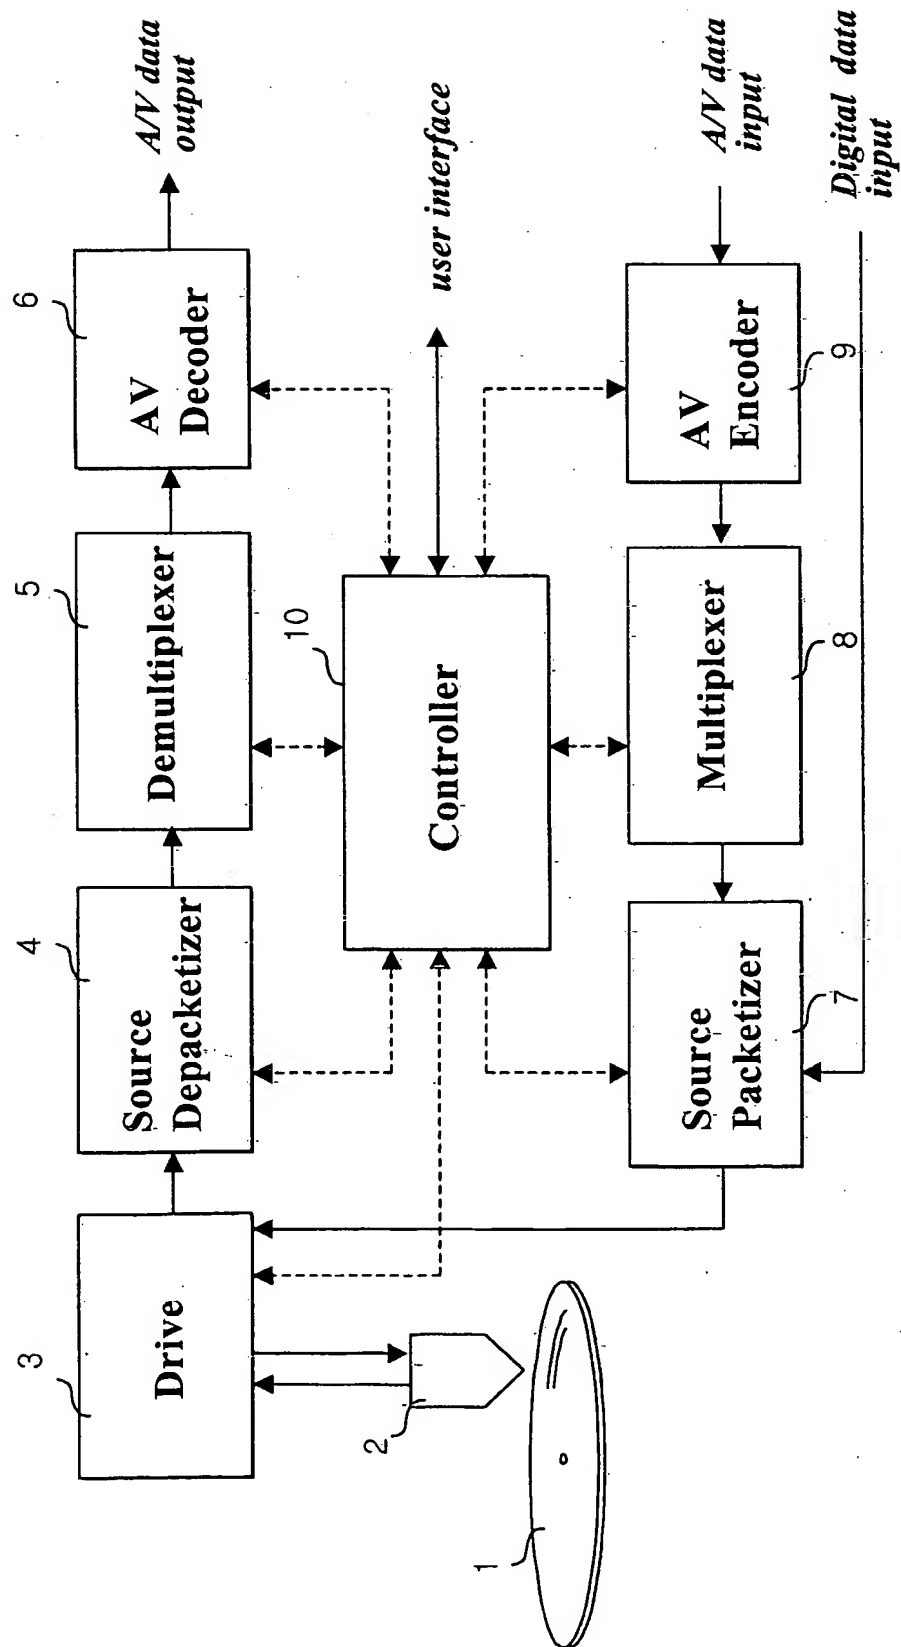 3
Drive
4
Source
Depacketizer
5
Demultiplexer
6
AV
Decoder
A/V data
output
2
10
Controller
user interface
1
Source
Packetizer
7
Multiplexer
8
AV
Encoder
9
A/V data
input
Digital data
input